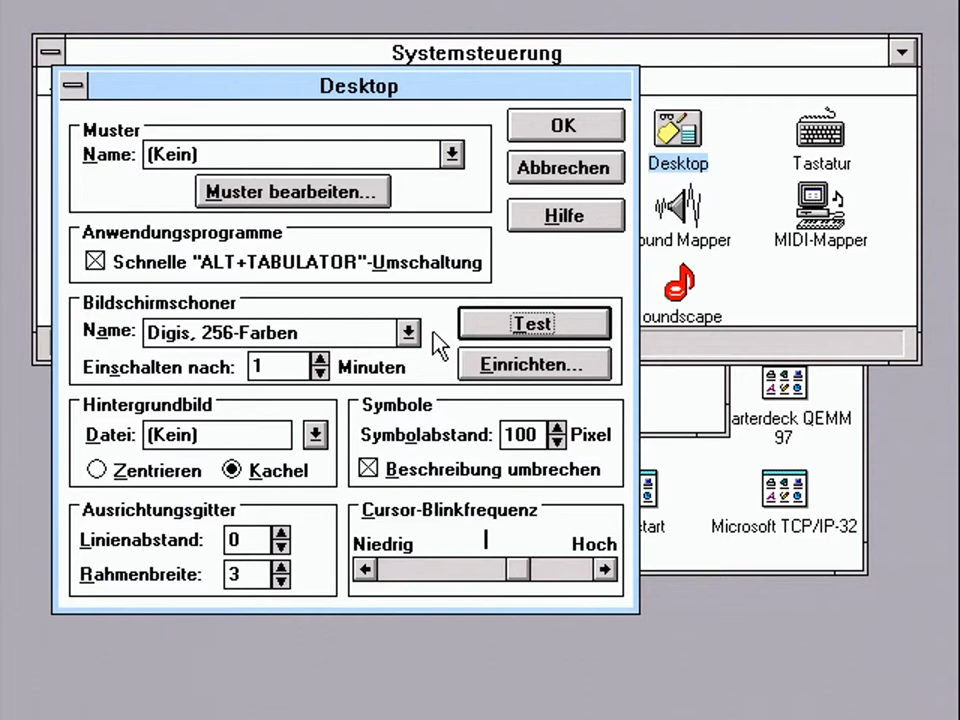 Systemsteuerung
Desktop
Muster
Name: (Kein)
Muster bearbeiten...
OK
Abbrechen
Hilfe
Anwendungsprogramme
Schnelle "ALT+TABULATOR"-Umschaltung
Bildschirmschoner
Name: Digis, 256-Farben
Test
Einschalten nach: 1 Minuten
Einrichten...
Hintergrundbild
Datei: (Kein)
Zentrieren Kachel
Symbole
Symbolabstand: 100 Pixel
Beschreibung umbrechen
Ausrichtungsgitter
Linienabstand: 0
Rahmenbreite: 3
Cursor-Blinkfrequenz
Niedrig Hoch
Desktop
Tastatur
ound Mapper
MIDI-Mapper
oundscape
arterdeck QEMM
97
tart
Microsoft TCP/IP-32